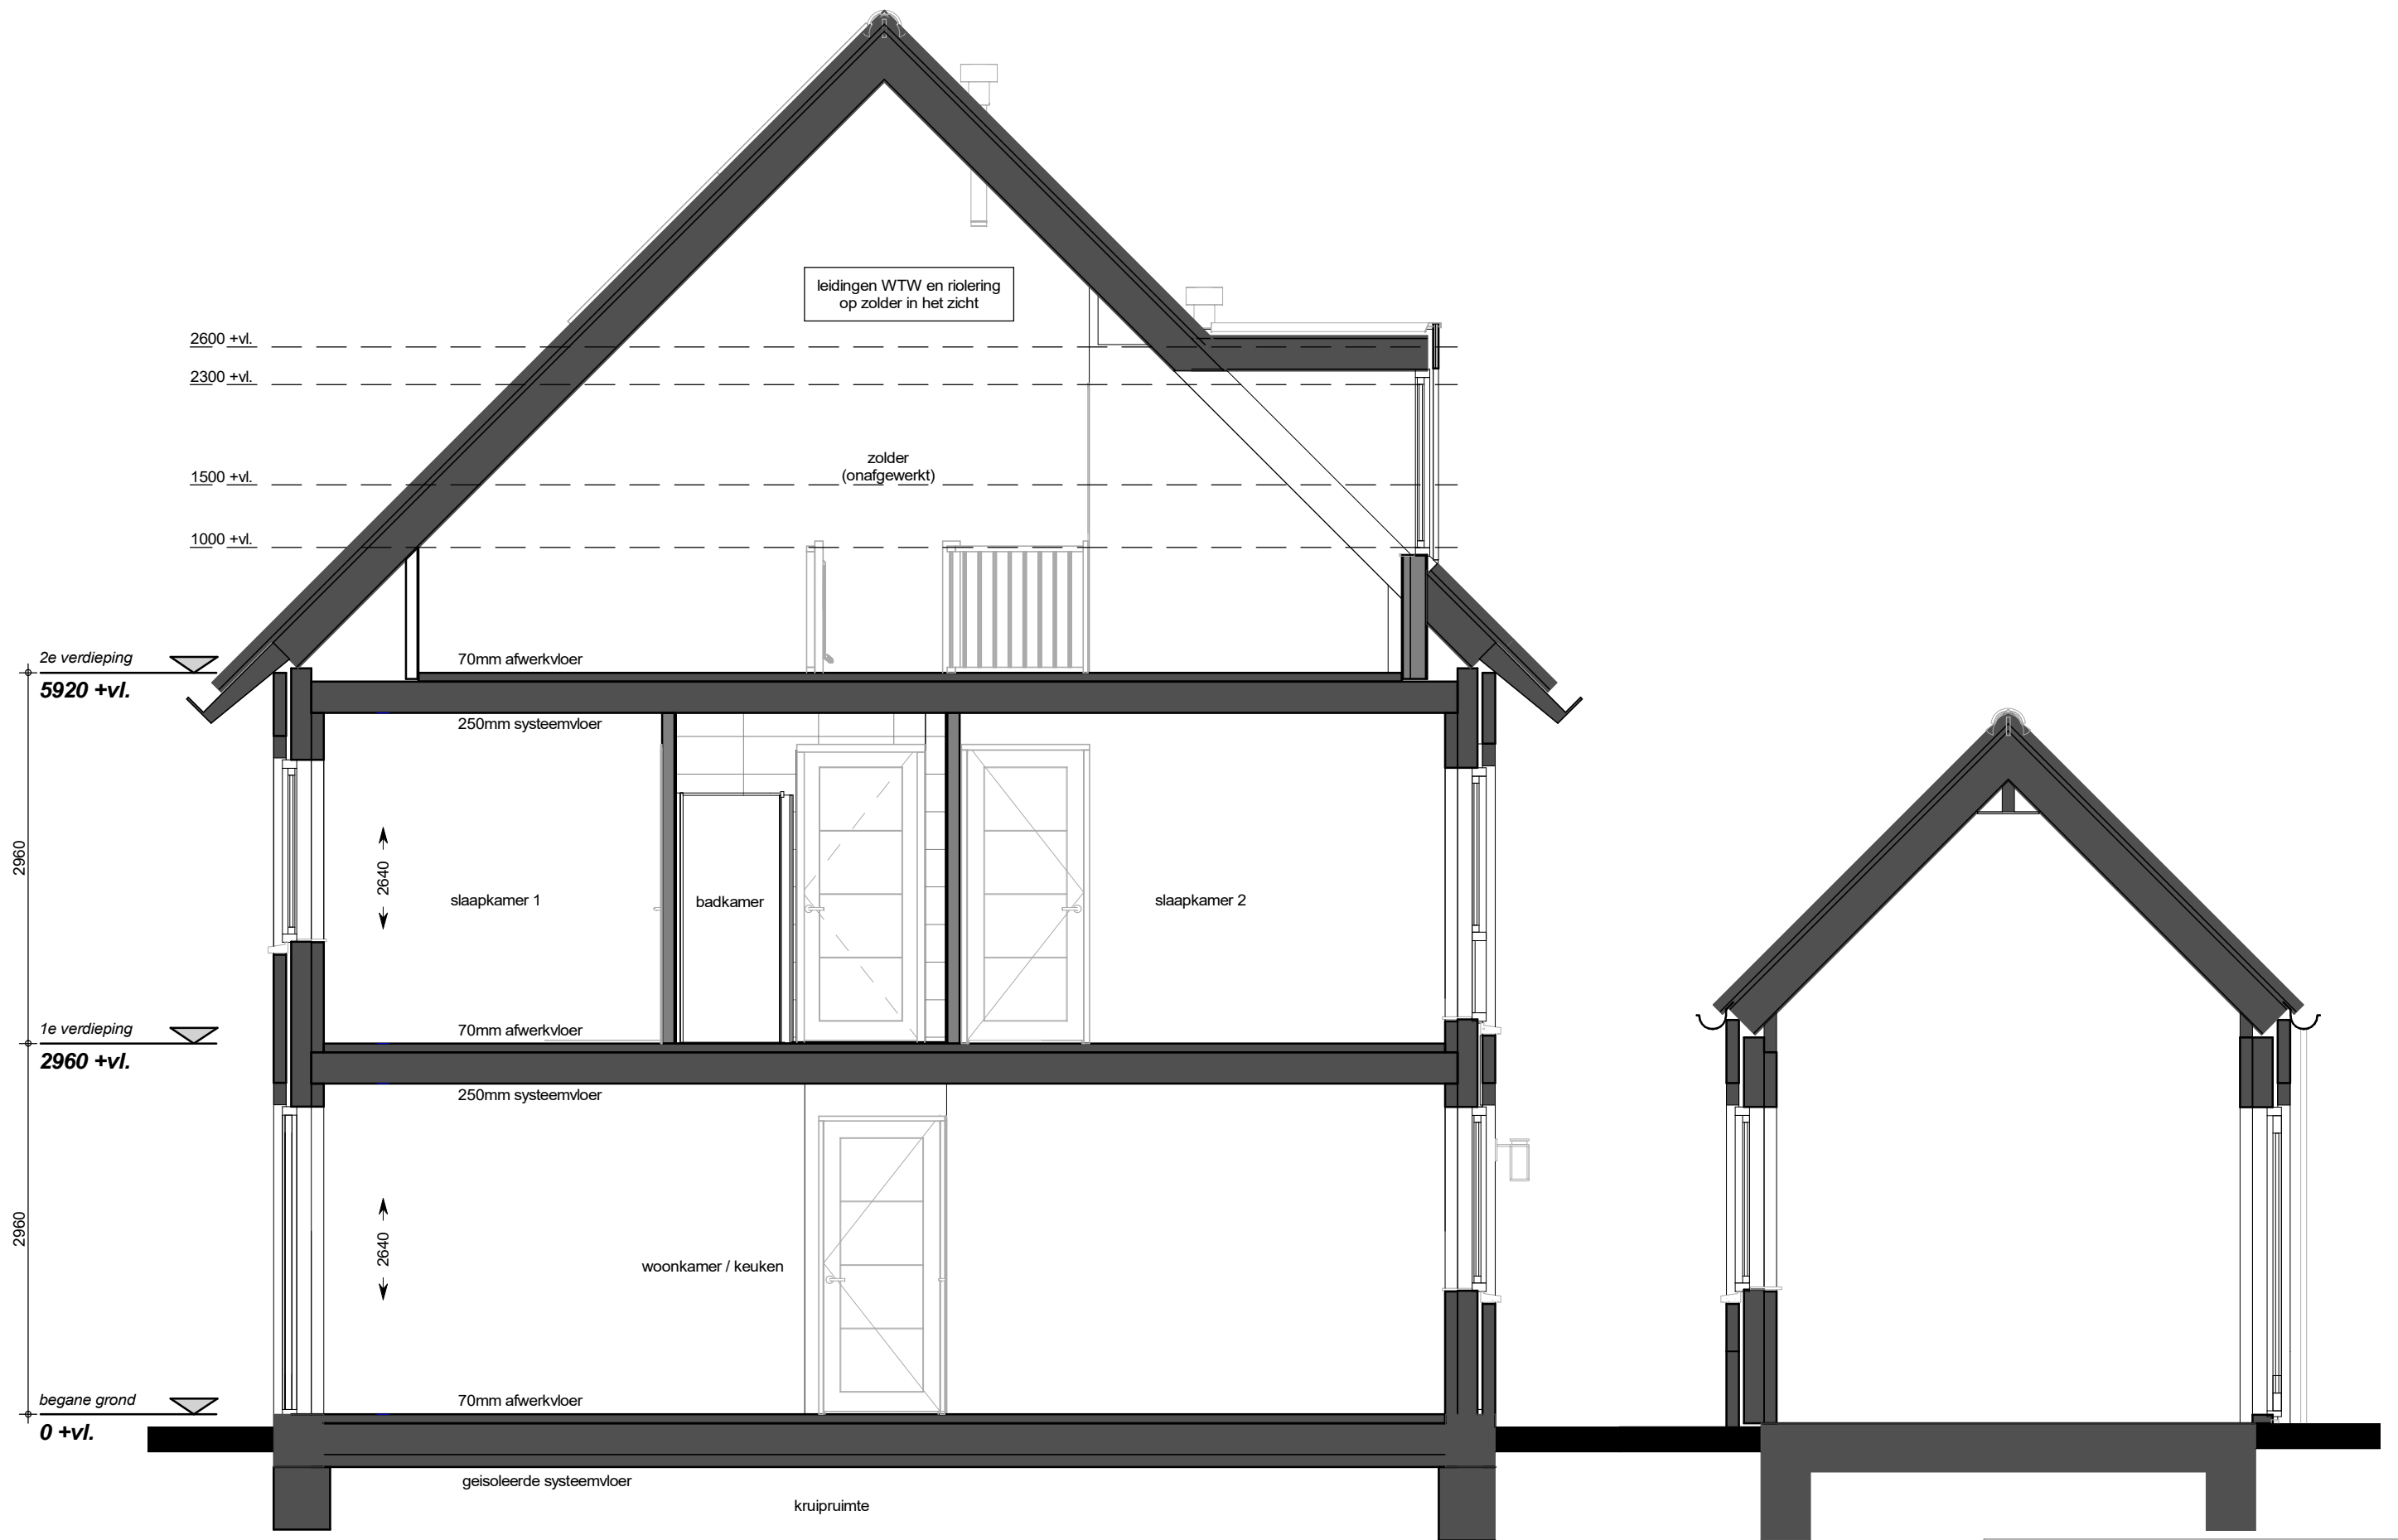 leidingen WTW en riolering
op zolder in het zicht
2600 +vl.
2300 +vl.
zolder
(onafgewerkt)
1500 +vl.
1000 +vl.
2e verdieping
5920 +vl.
70mm afwerkvloer
250mm systeemvloer
2960
2640
slaapkamer 1
badkamer
slaapkamer 2
1e verdieping
2960 +vl.
70mm afwerkvloer
250mm systeemvloer
2960
2640
woonkamer / keuken
begane grond
0 +vl.
70mm afwerkvloer
geisoleerde systeemvloer
kruipruimte